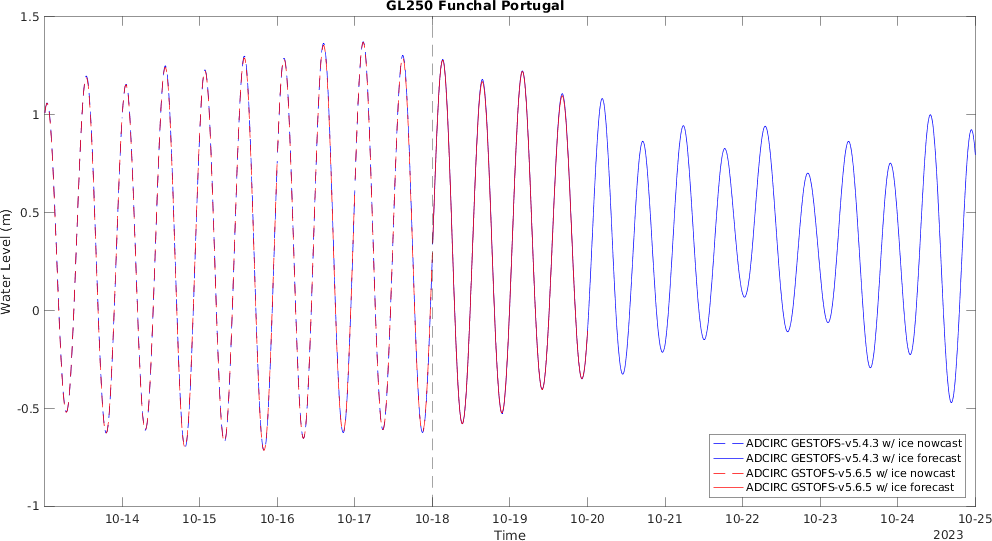 GL250 Funchal Portugal
1.5
1
0.5
0
-0.5
-1
Water Level (m)
10-14 10-15 10-16 10-17 10-18 10-19 10-20 10-21 10-22 10-23 10-24 10-25
Time
2023
ADCIRC GESTOFS-v5.4.3 w/ ice nowcast
ADCIRC GESTOFS-v5.4.3 w/ ice forecast
ADCIRC GSTOFS-v5.6.5 w/ ice nowcast
ADCIRC GSTOFS-v5.6.5 w/ ice forecast